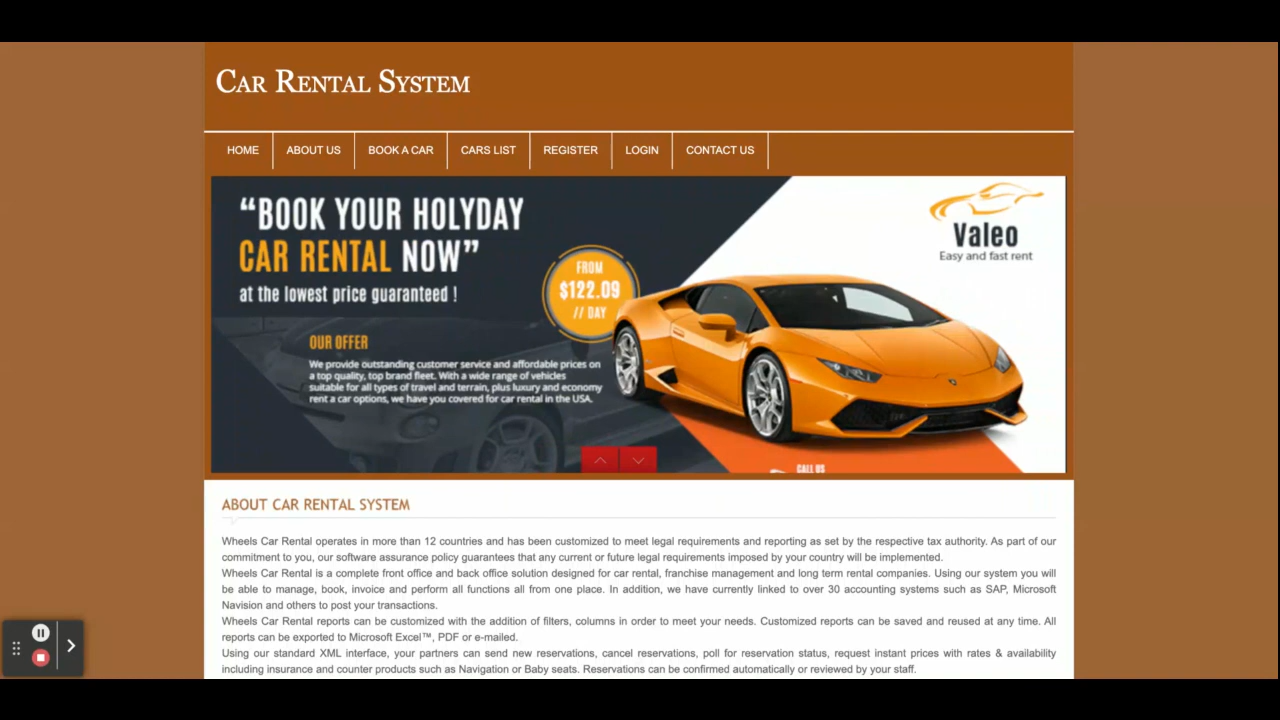 CAR RENTAL SYSTEM
HOME ABOUT US BOOK A CAR CARS LIST REGISTER LOGIN CONTACT US
“BOOK YOUR HOLYDAY
CAR RENTAL NOW”
at the lowest price guaranteed !
FROM
$122.09
// DAY
Valeo
Easy and fast rent
OUR OFFER
We provide outstanding customer service and affordable prices on
a top quality, top brand fleet. With a wide range of vehicles
suitable for all types of travel and terrain, plus luxury and economy
rent a car options, we have you covered for car rental in the USA.
CALL US
ABOUT CAR RENTAL SYSTEM
Wheels Car Rental operates in more than 12 countries and has been customized to meet legal requirements and reporting as set by the respective tax authority. As part of our
commitment to you, our software assurance policy guarantees that any current or future legal requirements imposed by your country will be implemented.
Wheels Car Rental is a complete front office and back office solution designed for car rental, franchise management and long term rental companies. Using our system you will
be able to manage, book, invoice and perform all functions all from one place. In addition, we have currently linked to over 30 accounting systems such as SAP, Microsoft
Navision and others to post your transactions.
Wheels Car Rental reports can be customized with the addition of filters, columns in order to meet your needs. Customized reports can be saved and reused at any time. All
reports can be exported to Microsoft Excel™, PDF or e-mailed.
Using our standard XML interface, your partners can send new reservations, cancel reservations, poll for reservation status, request instant prices with rates & availability
including insurance and counter products such as Navigation or Baby seats. Reservations can be confirmed automatically or reviewed by your staff.